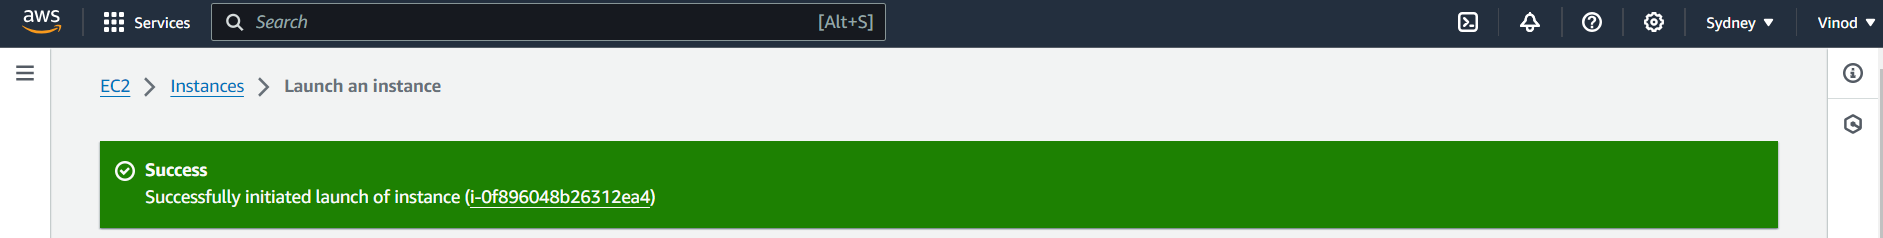 aws Services Search [Alt+S] Sydney Vinod
EC2 Instances Launch an instance
Success
Successfully initiated launch of instance (i-0f896048b26312ea4)